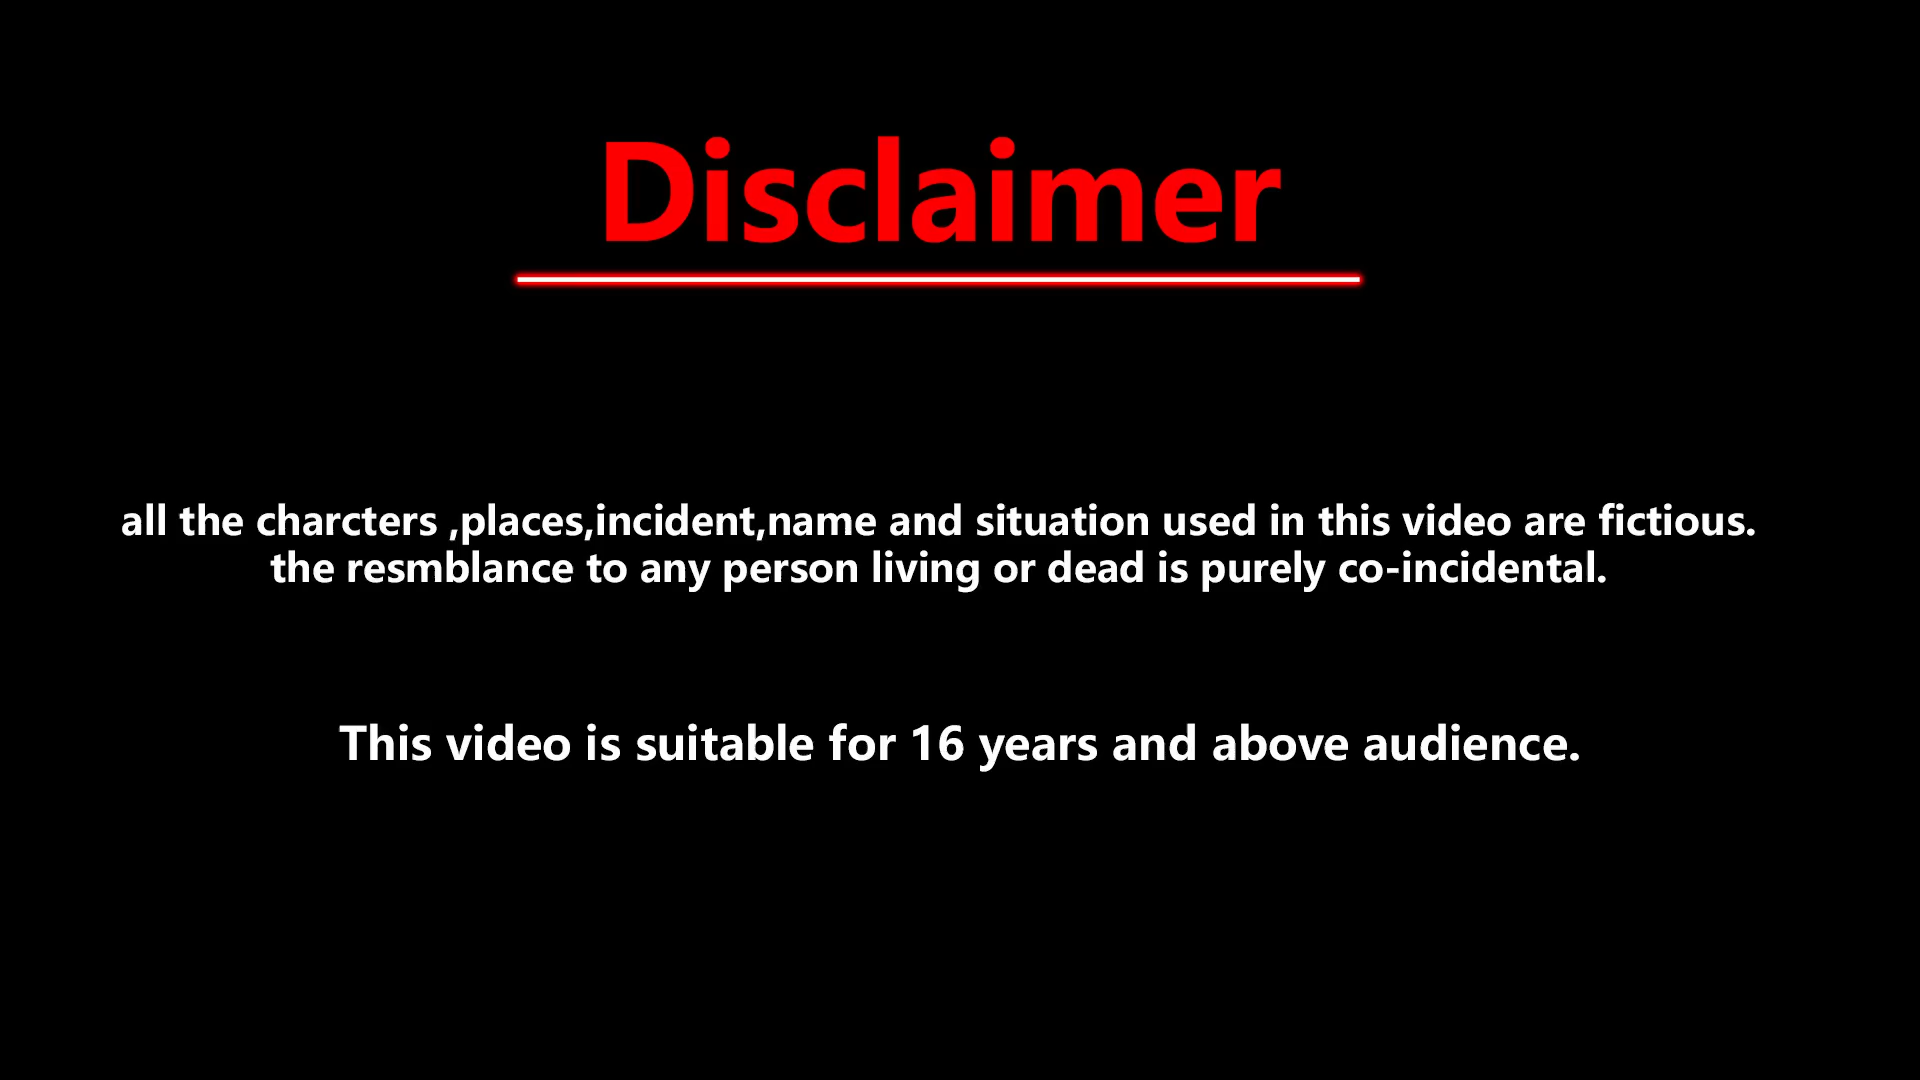 Disclaimer
all the charcters ,places,incident,name and situation used in this video are fictious.
the resmblance to any person living or dead is purely co-incidental.
This video is suitable for 16 years and above audience.